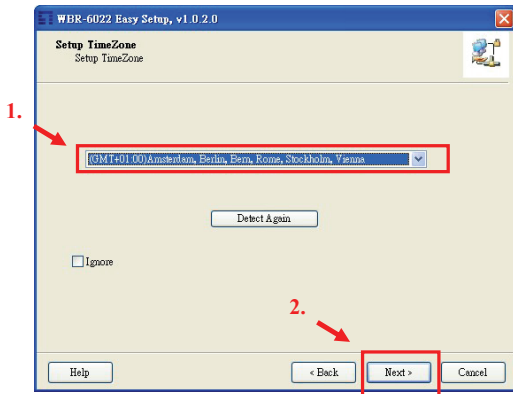 WBR-6022 Easy Setup, v1.0.2.0
Setup TimeZone
Setup TimeZone
1.
(GMT+01:00)Amsterdam, Berlin, Bern, Rome, Stockholm, Vienna
Detect Again
Ignore
2.
Help
< Back
Next >
Cancel